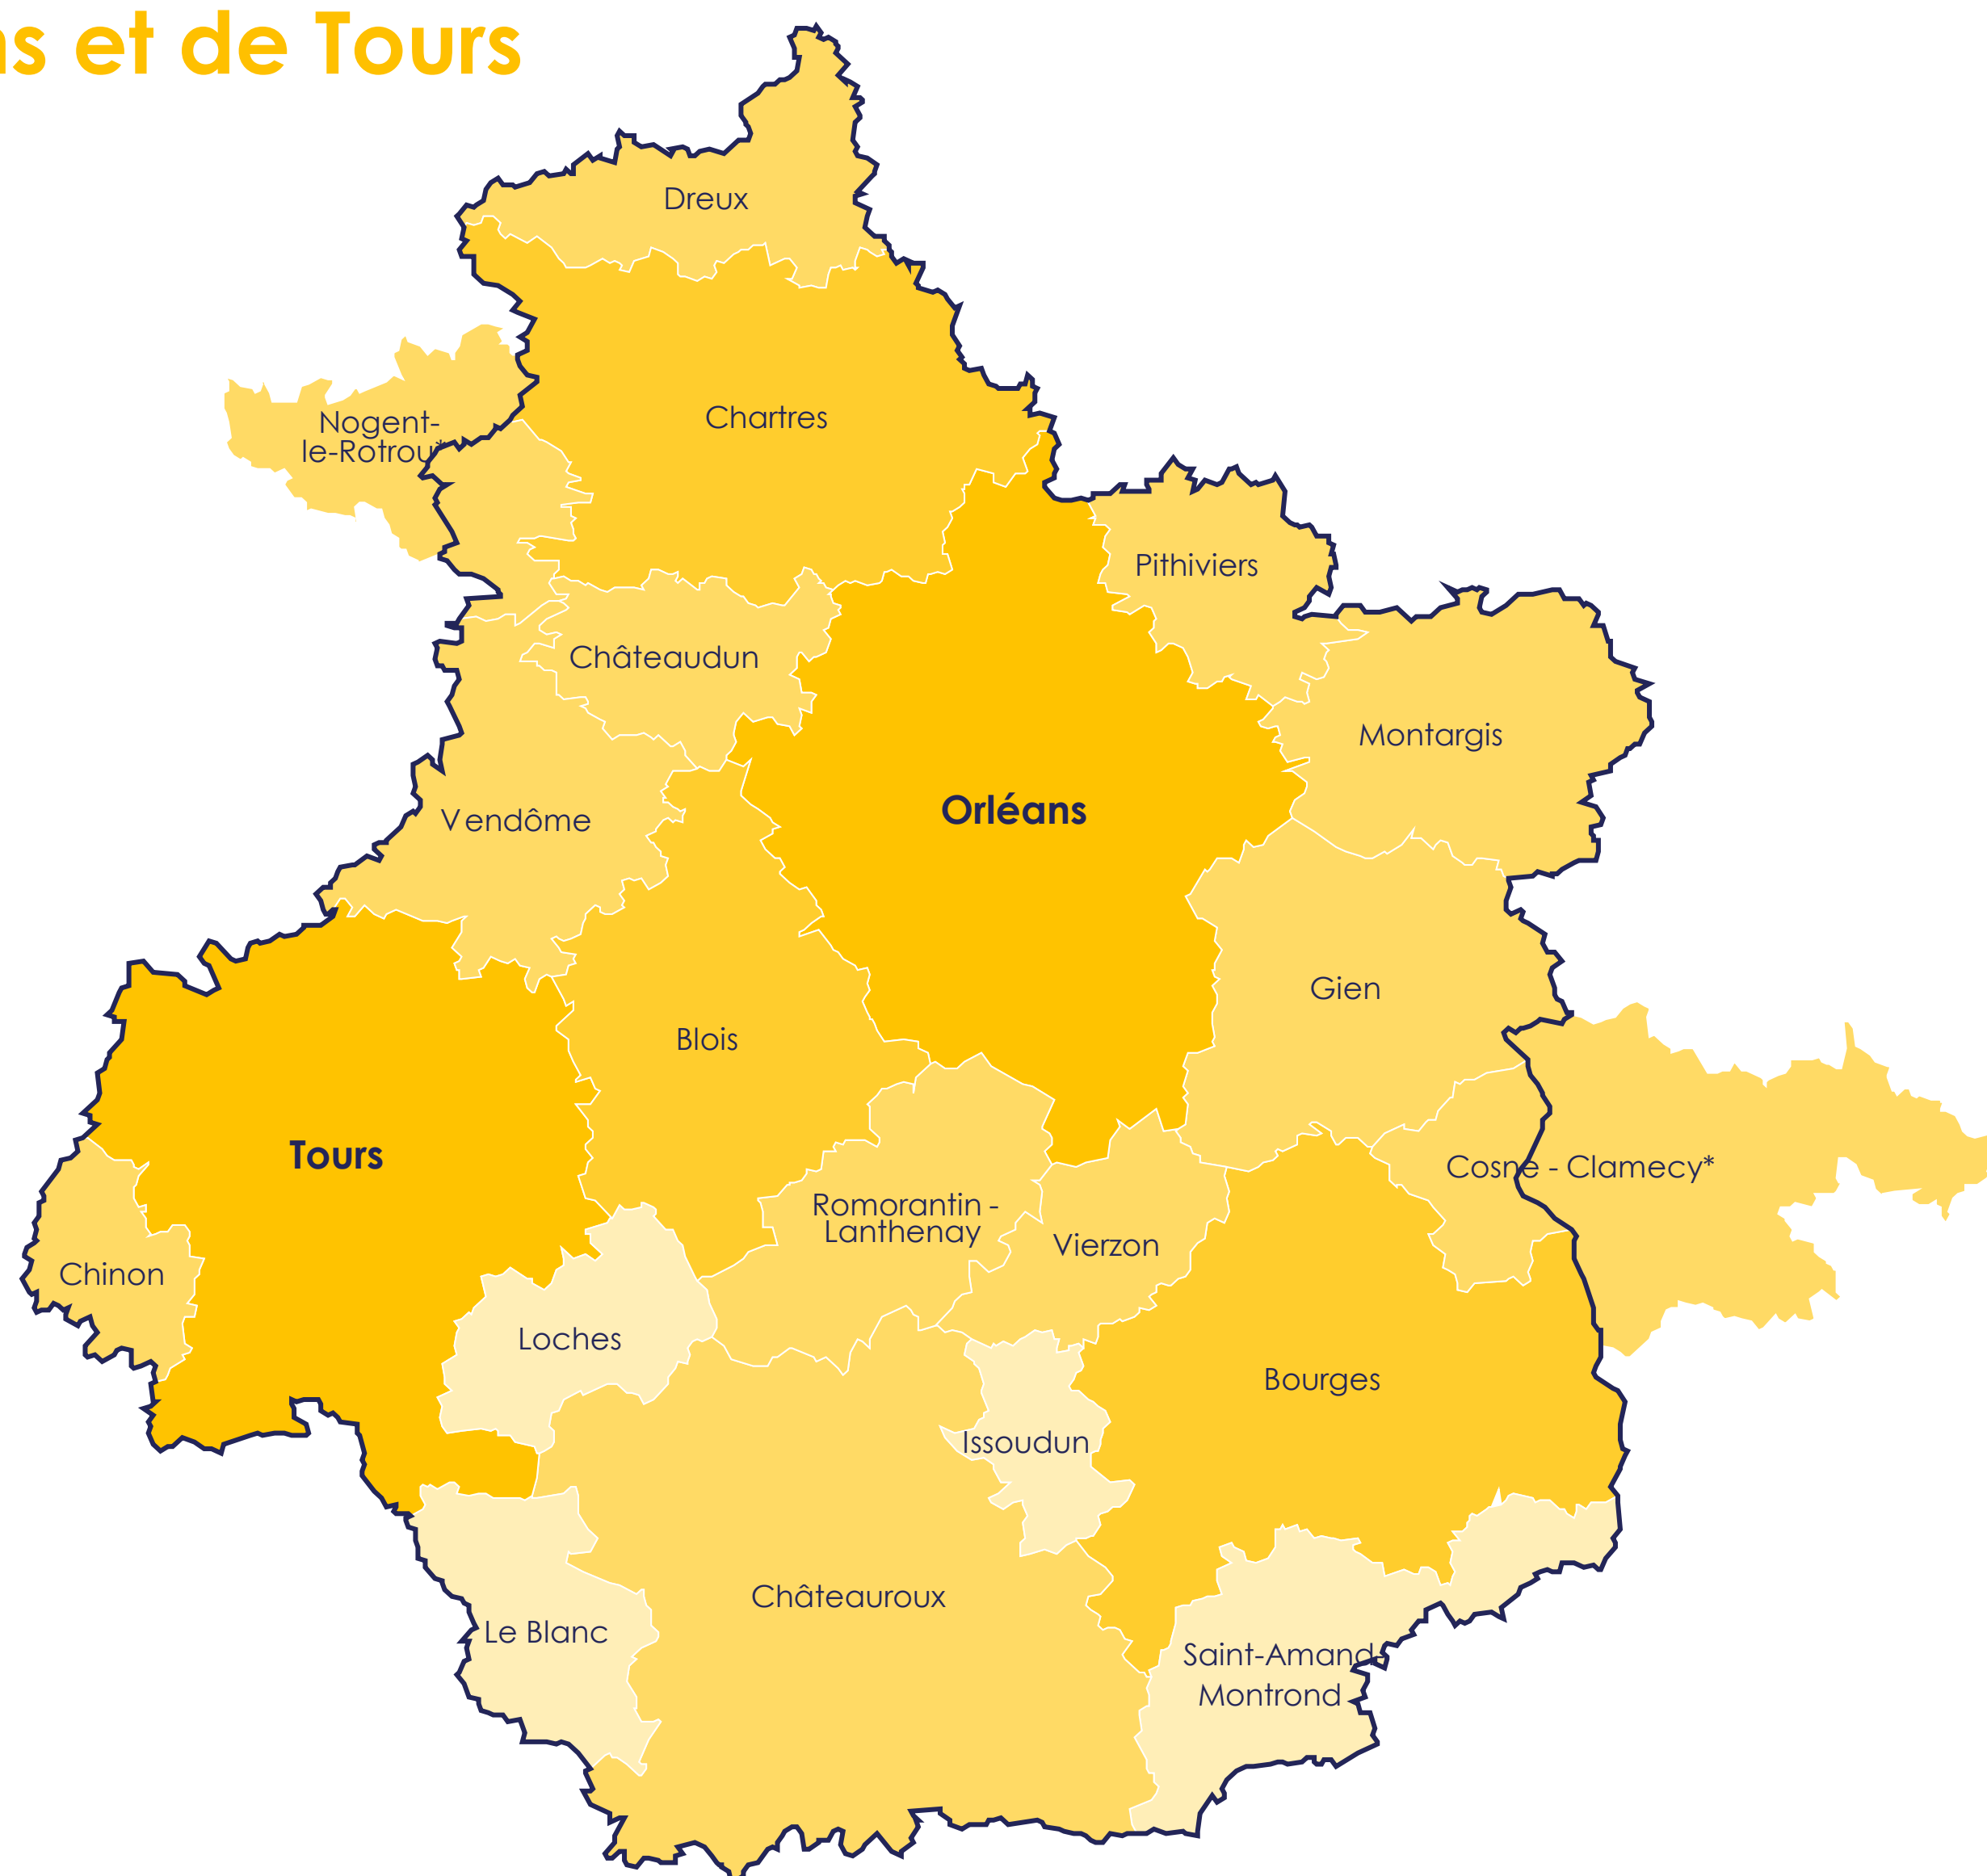 ns et de Tours
Dreux
Nogent-
le-Rotrou*
Chartres
Pithiviers
Châteaudun
Montargis
Orléans
Vendôme
Gien
Blois
Tours
Cosne - Clamecy*
Romorantin -
Lanthenay
Vierzon
Chinon
Loches
Bourges
Issoudun
Châteauroux
Le Blanc
Saint-Amand-
Montrond